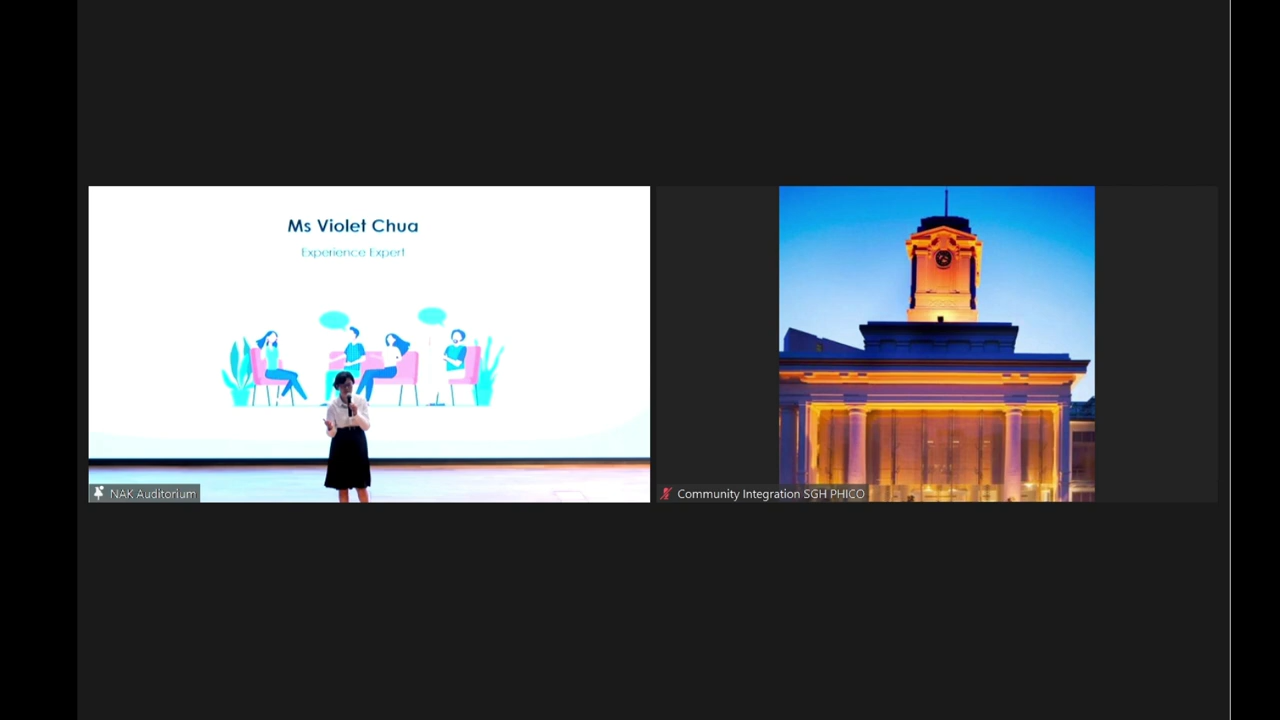 Ms Violet Chua
Experience Expert
NAK Auditorium
Community Integration SGH PHICO